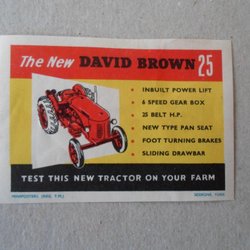 The New DAVID BROWN 25
INBUILT POWER LIFT
6 SPEED GEAR BOX
25 BELT H.P.
NEW TYPE PAN SEAT
FOOT TURNING BRAKES
SLIDING DRAWBAR
TEST THIS NEW TRACTOR ON YOUR FARM